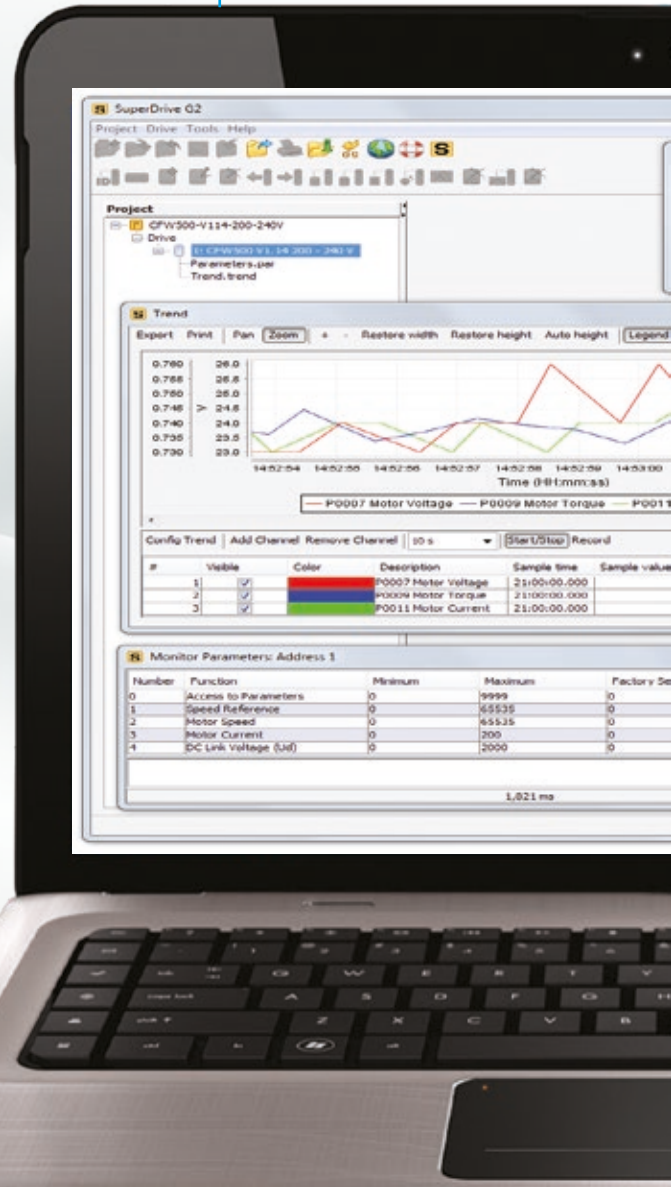 SuperDrive G2
Project Drive Tools Help
Project
CFW500-V114-200-240V
Drive
1: CFW500 V1.14 200 - 240 V
Parameters.par
Trend.trend
Trend
Export Print Pan Zoom + - Restore width Restore height Auto height Legend
0.760 26.0
0.755 25.5
0.750 25.0
0.745 24.5
0.740 24.0
0.735 23.5
0.730 23.0
V
14:52:54 14:52:55 14:52:56 14:52:57 14:52:58 14:52:59 14:53:00
Time (HH:mm:ss)
P0007 Motor Voltage P0009 Motor Torque P0011
Config Trend Add Channel Remove Channel 10 s Start/Stop Record
# Visible Color Description Sample time Sample value
1 P0007 Motor Voltage 21:00:00.000
2 P0009 Motor Torque 21:00:00.000
3 P0011 Motor Current 21:00:00.000
Monitor Parameters: Address 1
Number Function Minimum Maximum Factory Se
0 Access to Parameters 0 9999 0
1 Speed Reference 0 65535 0
2 Motor Speed 0 65535 0
3 Motor Current 0 200 0
4 DC Link Voltage (Ud) 0 2000 0
1,021 ms